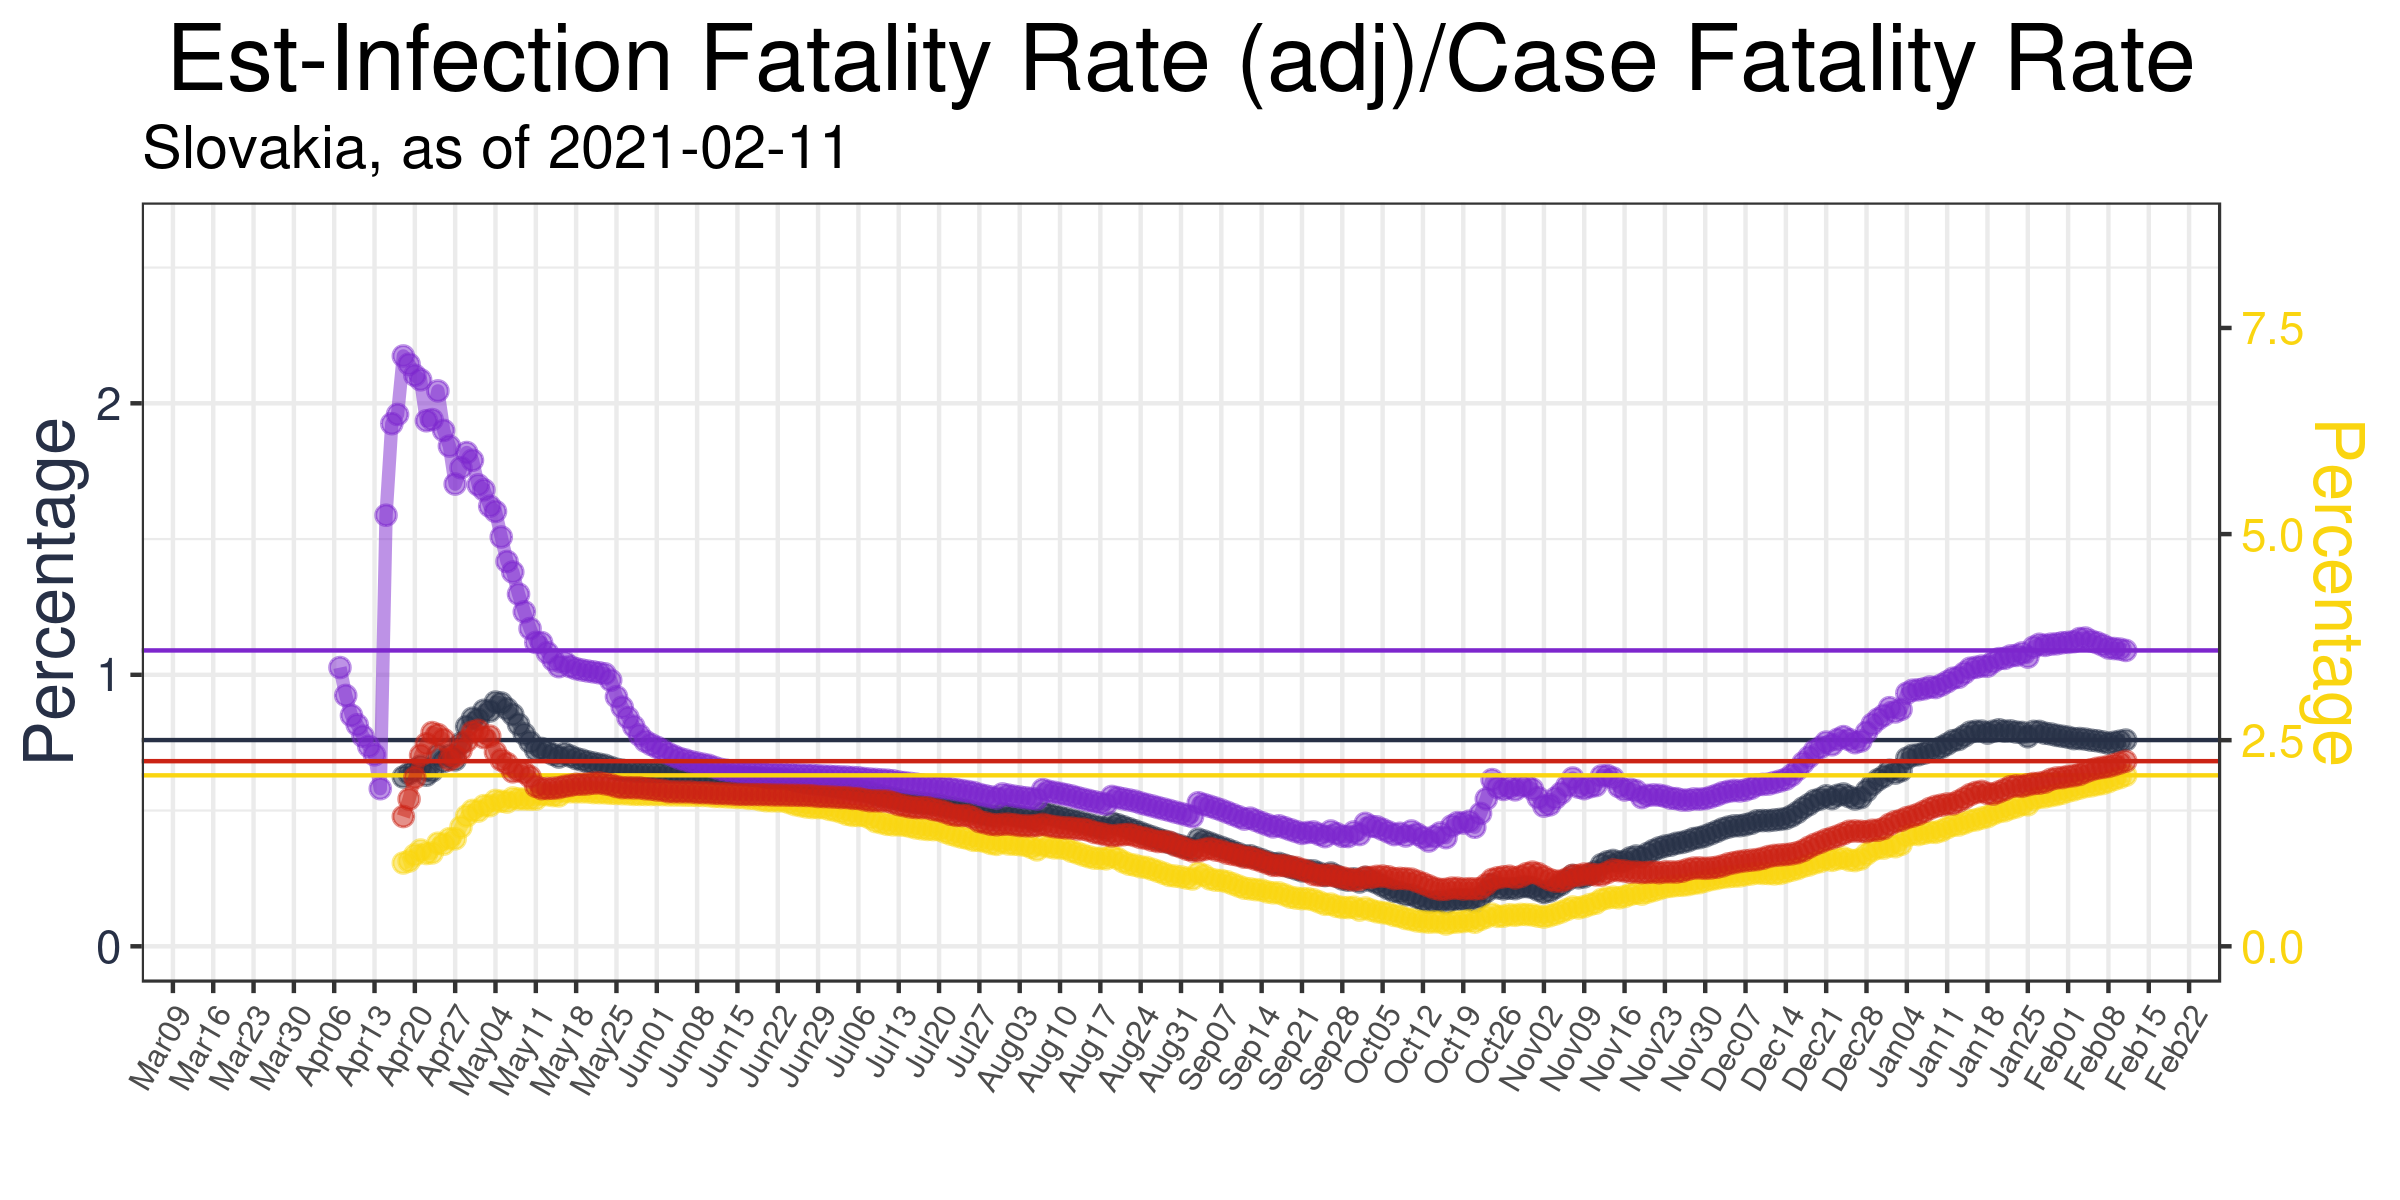 Est-Infection Fatality Rate (adj)/Case Fatality Rate
Slovakia, as of 2021-02-11
Percentage
2
1
0
7.5
5.0
2.5
0.0
Percentage
Mar09
Mar16
Mar23
Mar30
Apr06
Apr13
Apr20
Apr27
May04
May11
May18
May25
Jun01
Jun08
Jun15
Jun22
Jun29
Jul06
Jul13
Jul20
Jul27
Aug03
Aug10
Aug17
Aug24
Aug31
Sep07
Sep14
Sep21
Sep28
Oct05
Oct12
Oct19
Oct26
Nov02
Nov09
Nov16
Nov23
Nov30
Dec07
Dec14
Dec21
Dec28
Jan04
Jan11
Jan18
Jan25
Feb01
Feb08
Feb15
Feb22